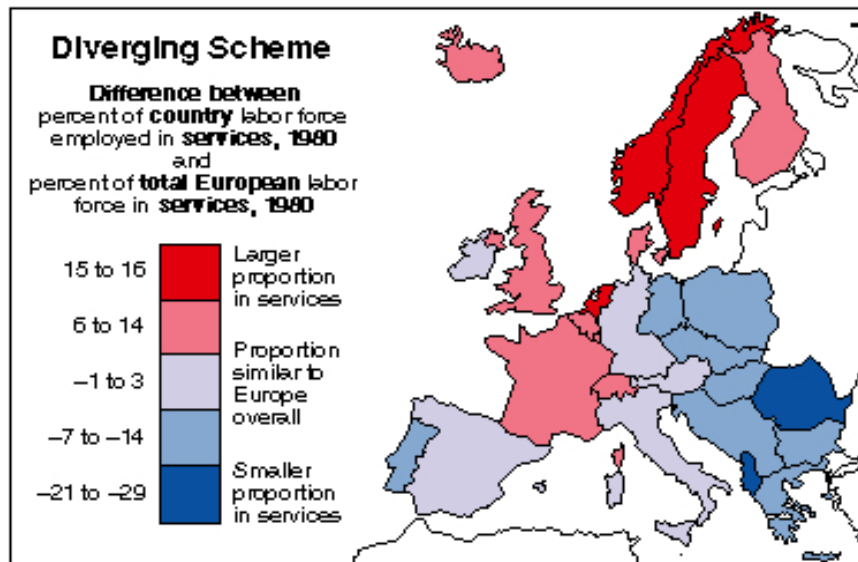 Diverging Scheme
Difference between
percent of country labor force
employed in services, 1980
and
percent of total European labor
force in services, 1980
15 to 16
6 to 14
–1 to 3
–7 to –14
–21 to –29
Larger
proportion
in services
Proportion
similar to
Europe
overall
Smaller
proportion
in services